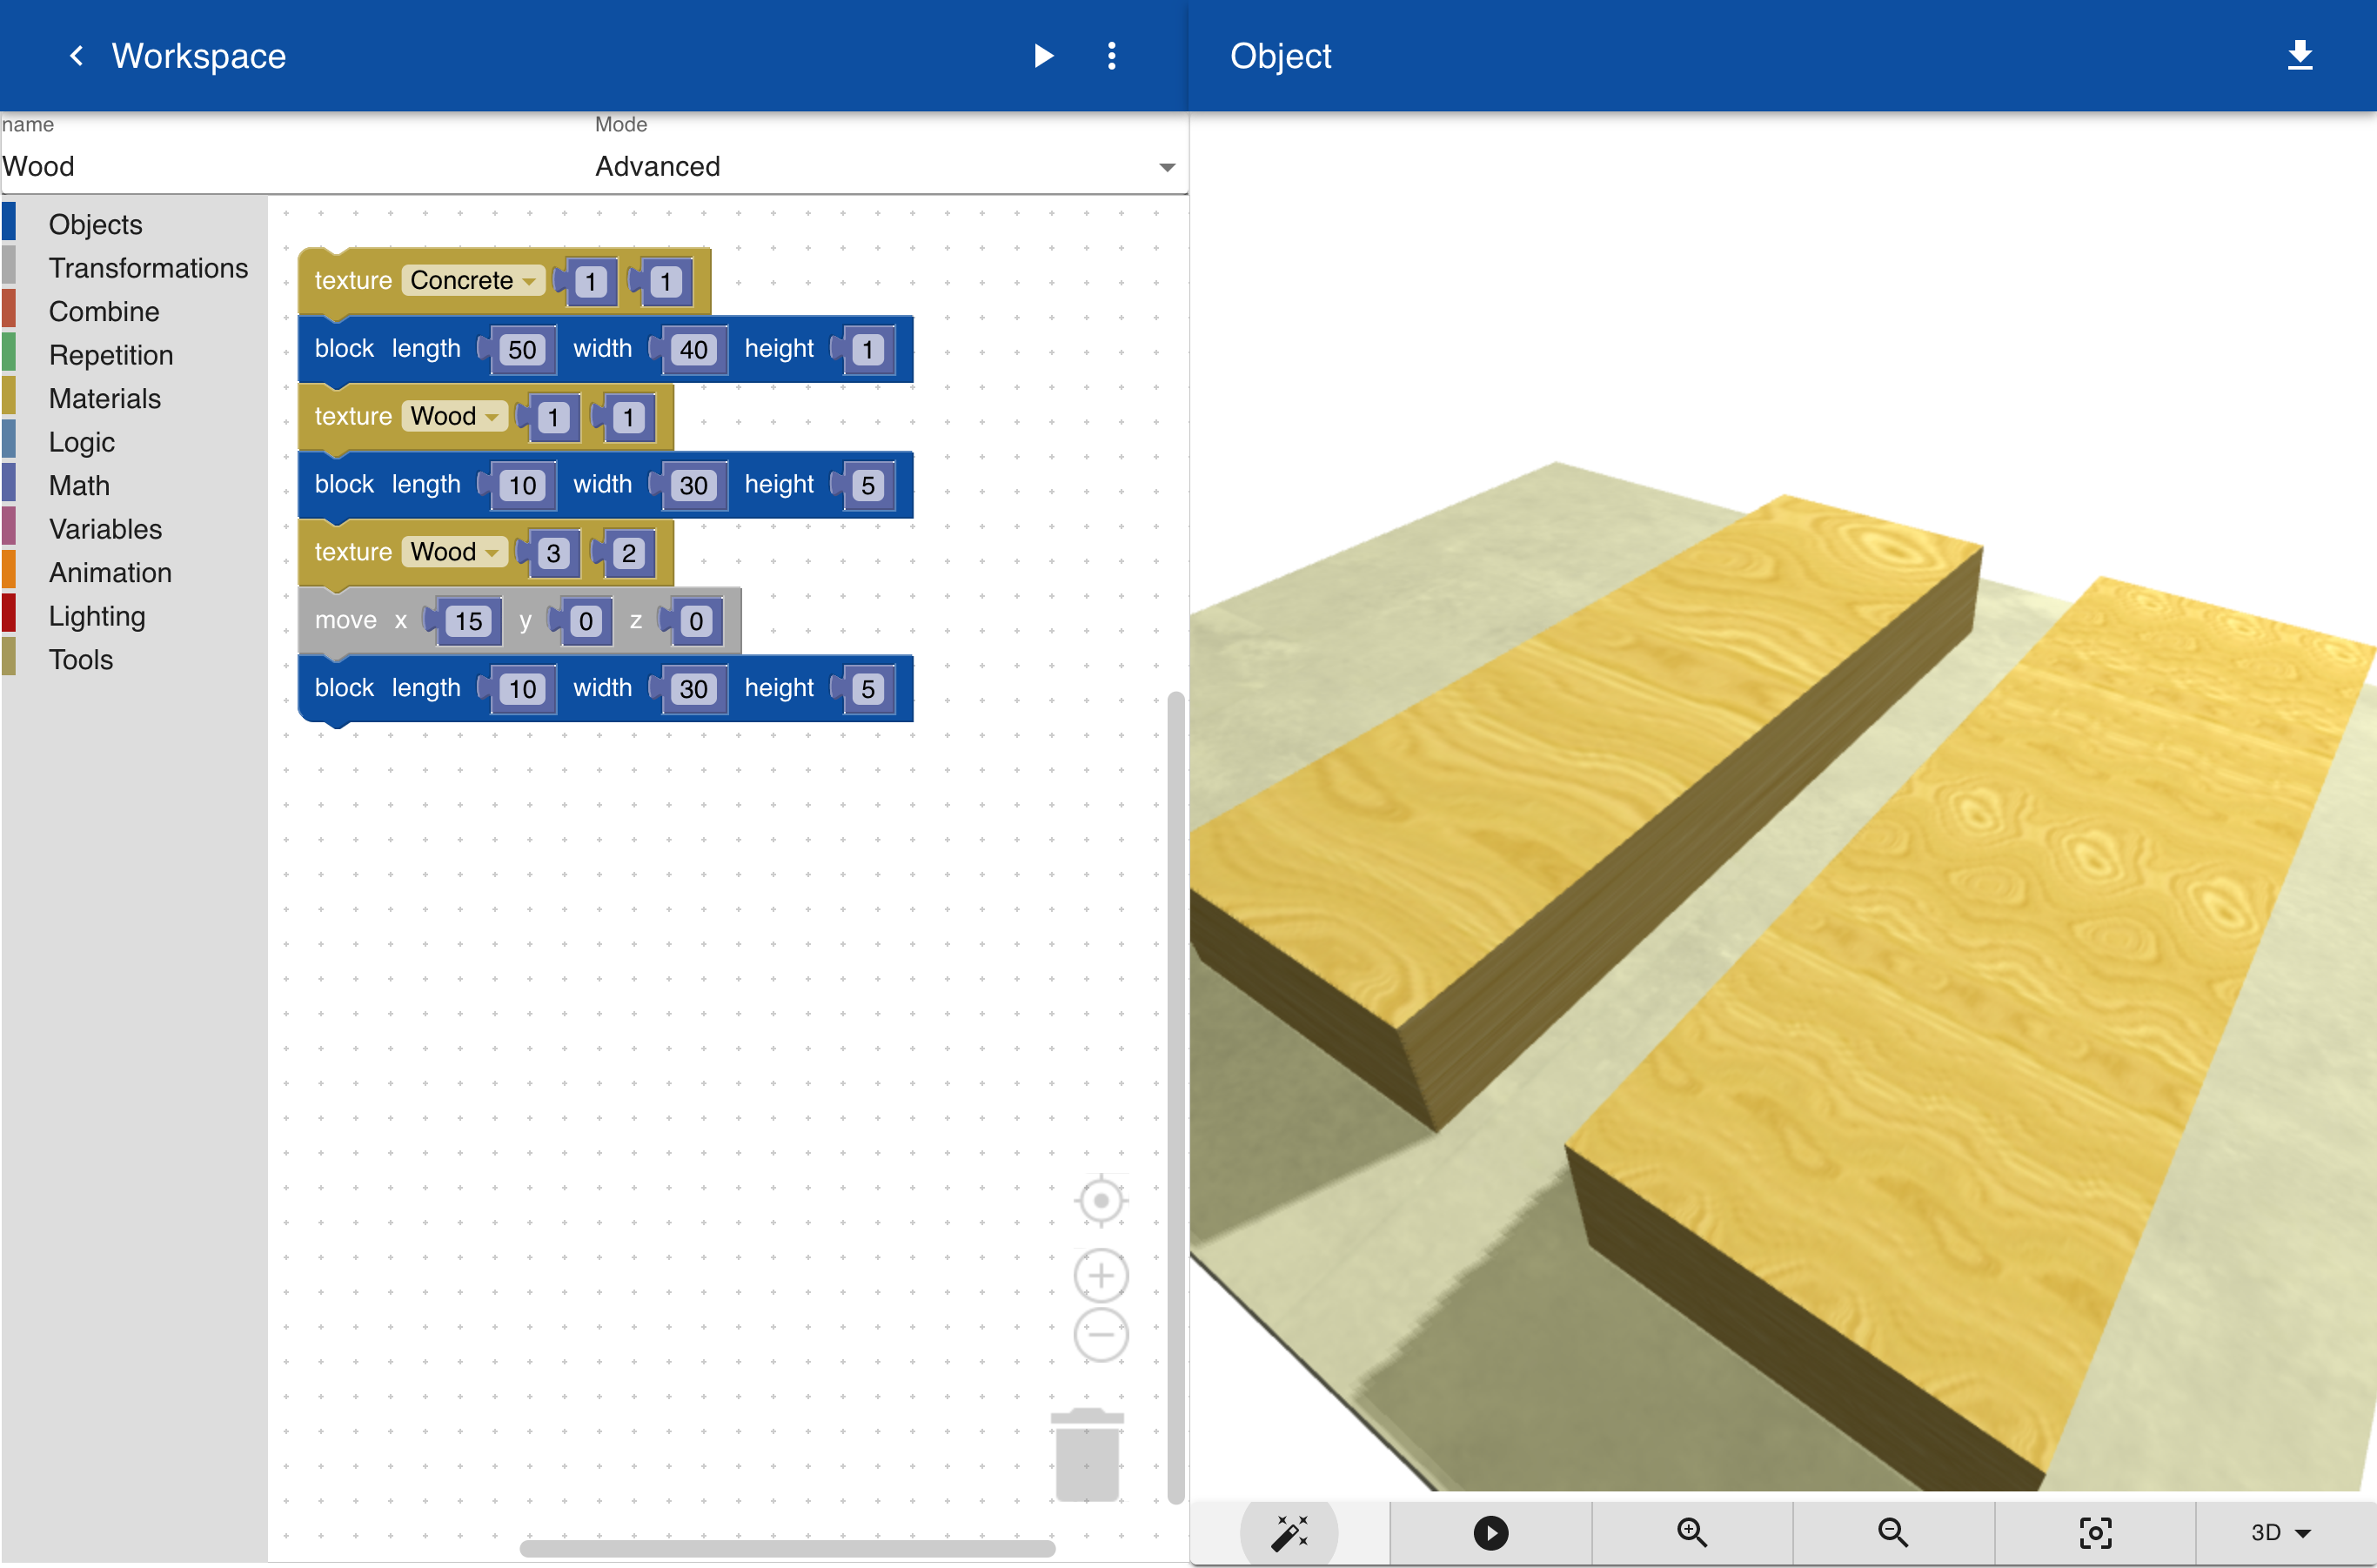 Workspace
Object
name
Mode
Wood
Advanced
Objects
Transformations
Combine
Repetition
Materials
Logic
Math
Variables
Animation
Lighting
Tools
texture Concrete 1 1
block length 50 width 40 height 1
texture Wood 1 1
block length 10 width 30 height 5
texture Wood 3 2
move x 15 y 0 z 0
block length 10 width 30 height 5
3D